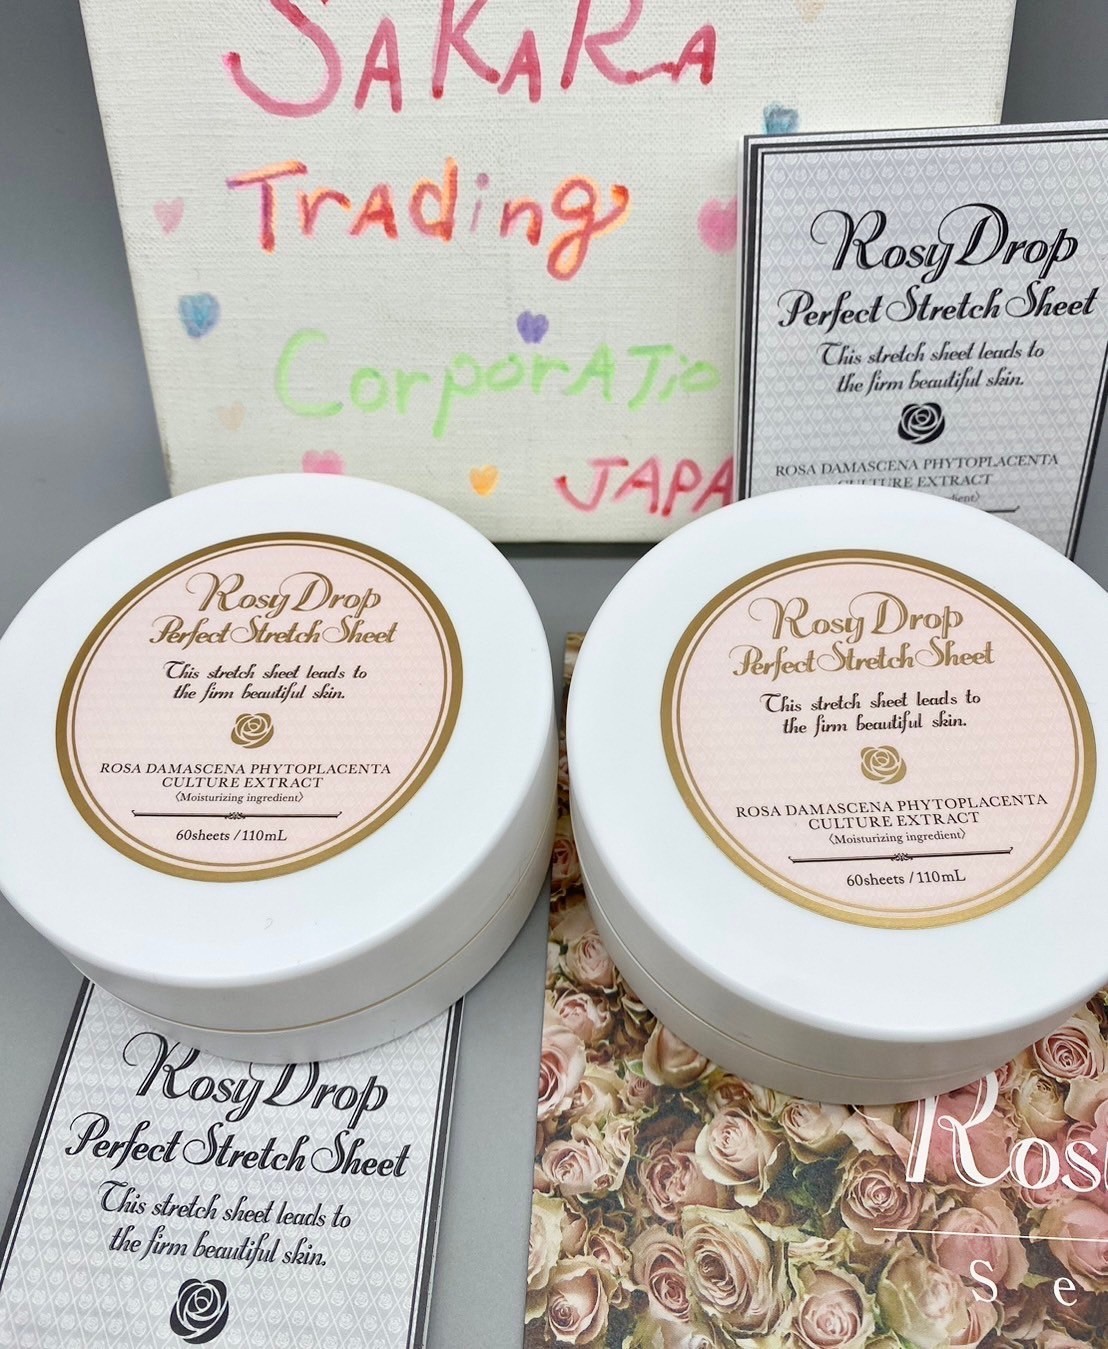 SAKARA
Trading
CorporATio
JAPA
Rosy Drop
Perfect Stretch Sheet
This stretch sheet leads to
the firm beautiful skin.
ROSA DAMASCENA PHYTOPLACENTA
CULTURE EXTRACT
Rosy Drop
Perfect Stretch Sheet
This stretch sheet leads to
the firm beautiful skin.
ROSA DAMASCENA PHYTOPLACENTA
CULTURE EXTRACT
〈Moisturizing ingredient〉
60sheets / 110mL
Rosy Drop
Perfect Stretch Sheet
This stretch sheet leads to
the firm beautiful skin.
ROSA DAMASCENA PHYTOPLACENTA
CULTURE EXTRACT
〈Moisturizing ingredient〉
60sheets / 110mL
Rosy Drop
Perfect Stretch Sheet
This stretch sheet leads to
the firm beautiful skin.
Ros
Se